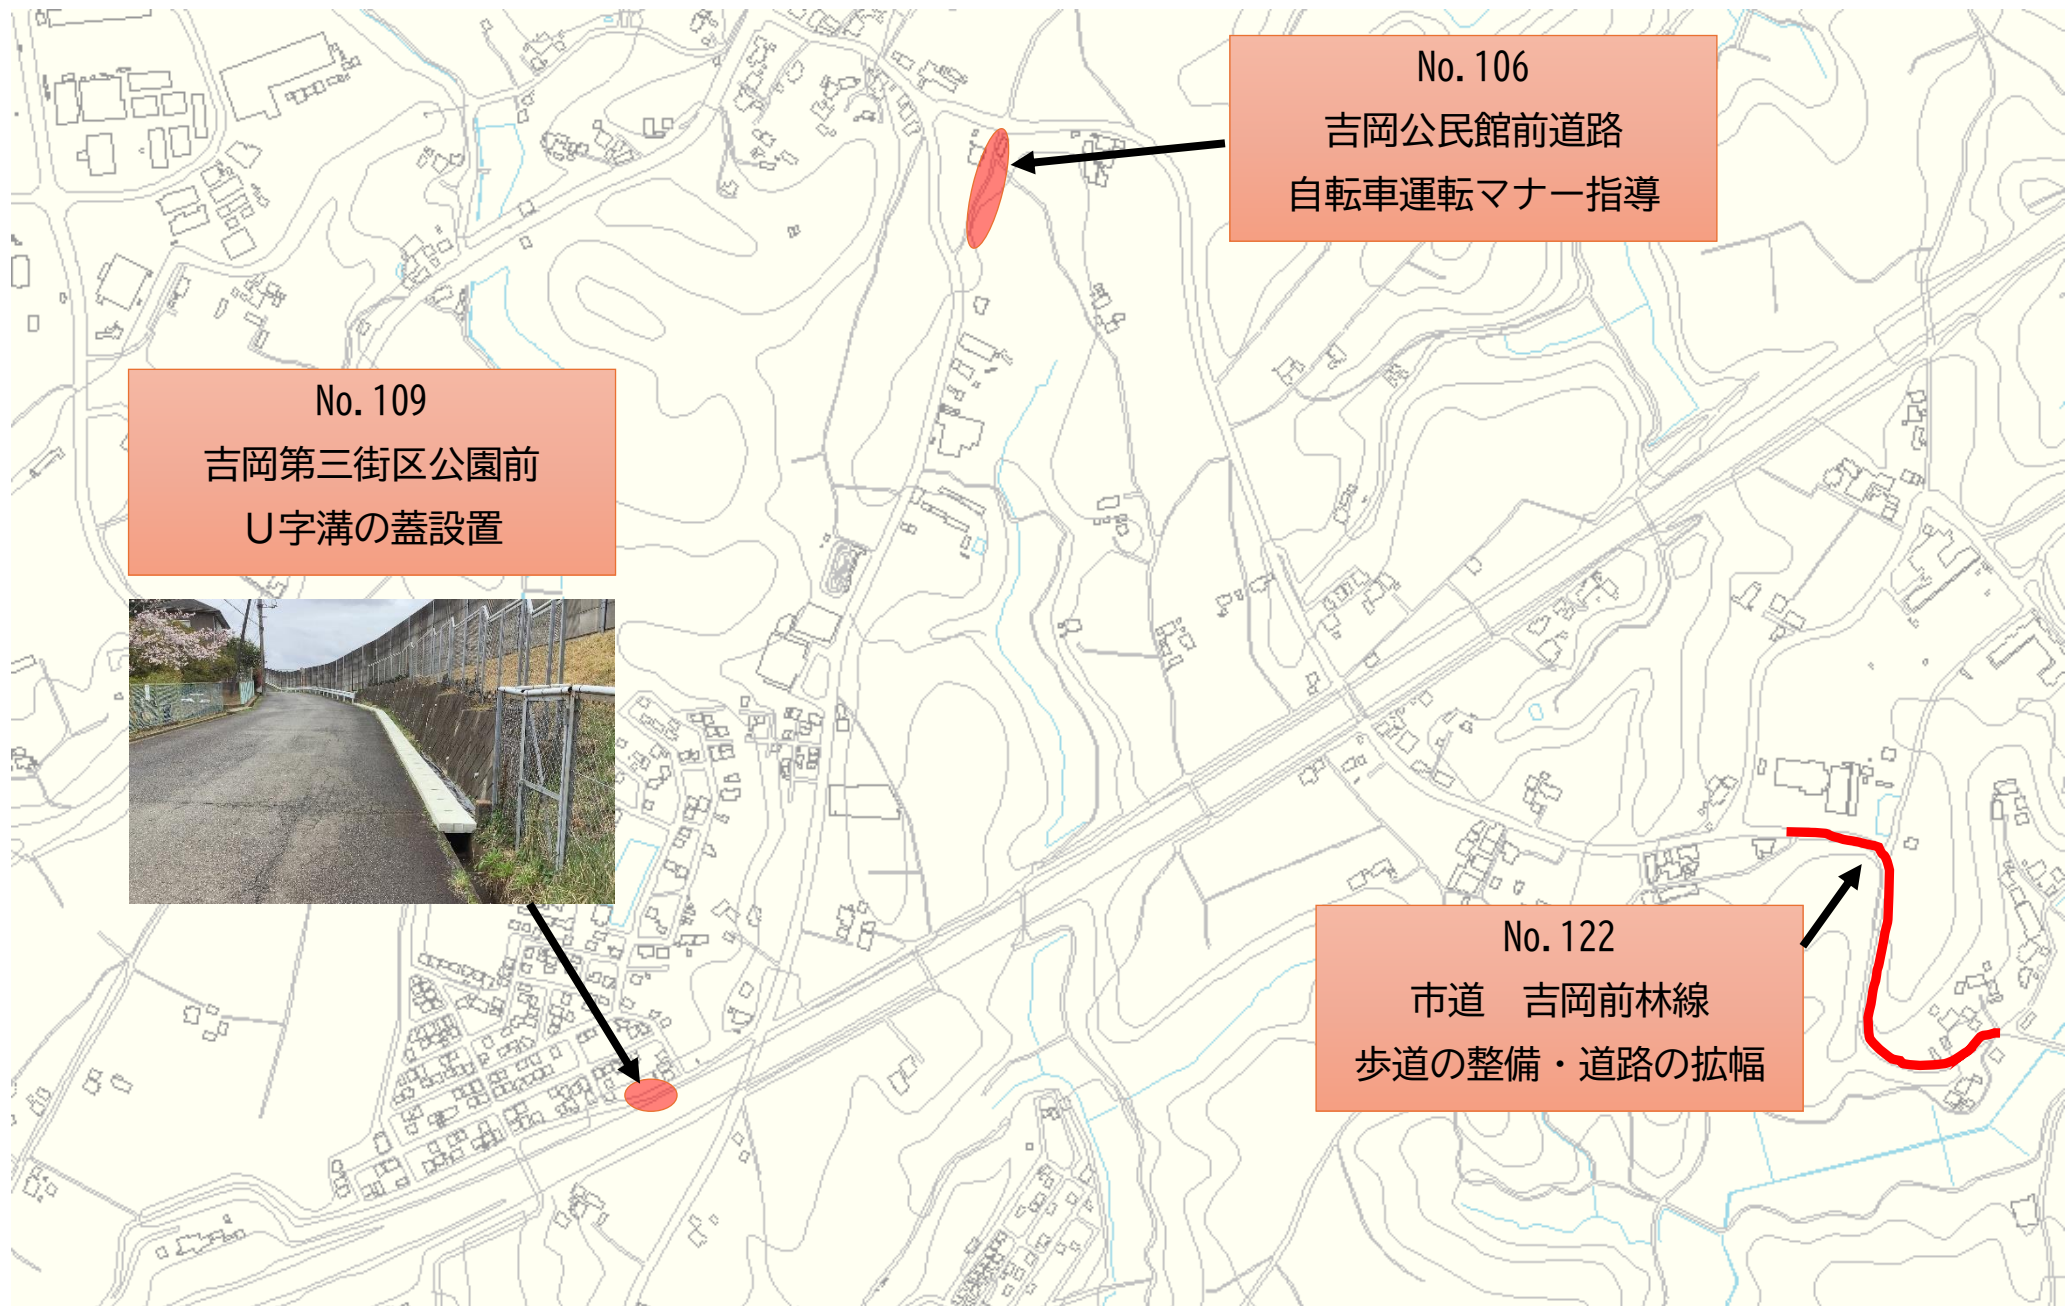 No.106
吉岡公民館前道路
自転車運転マナー指導
No.109
吉岡第三街区公園前
U字溝の蓋設置
No.122
市道　吉岡前林線
歩道の整備・道路の拡幅